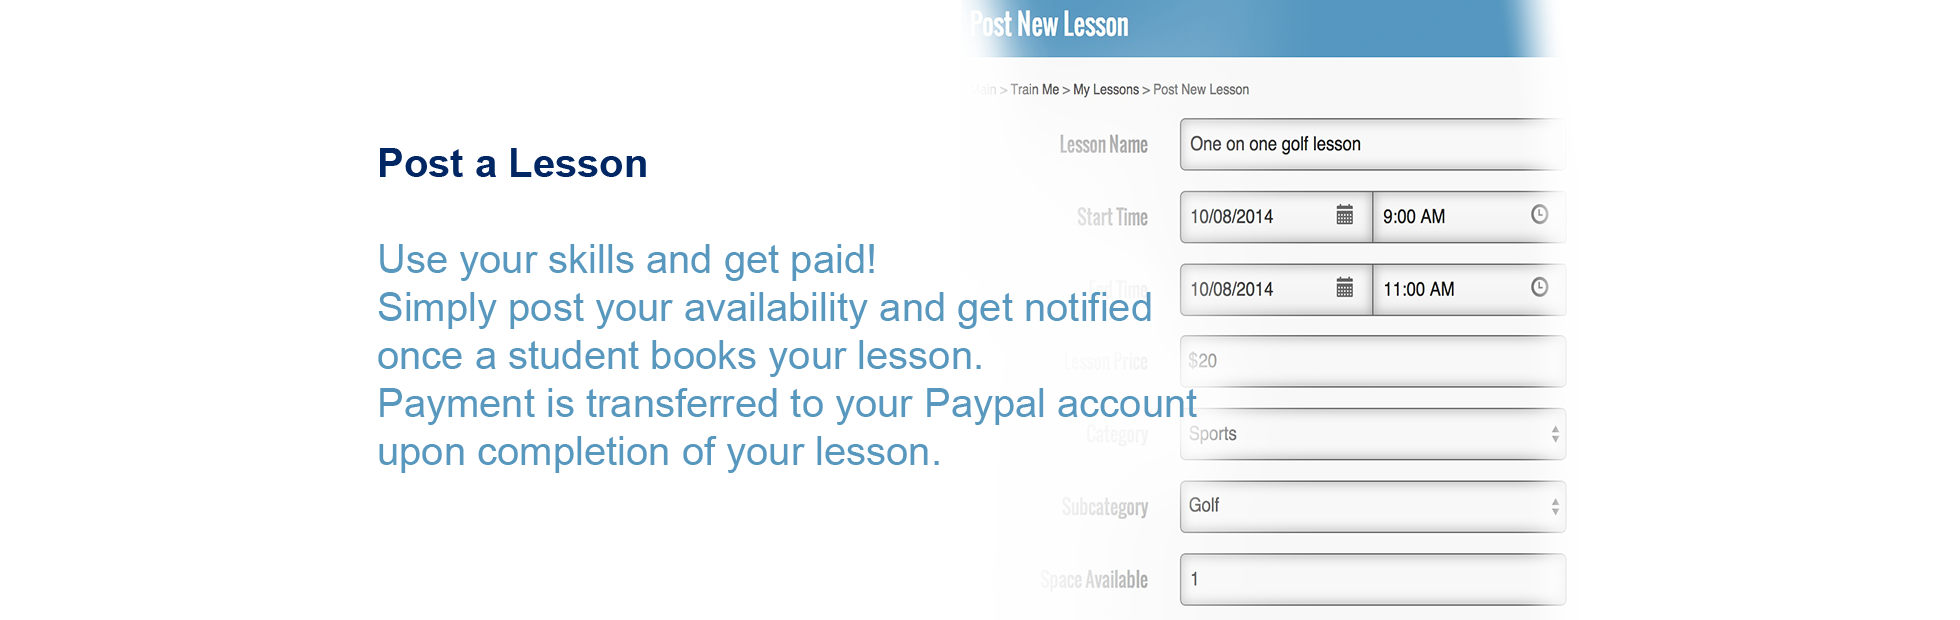 Post New Lesson
Main > Train Me > My Lessons > Post New Lesson
Post a Lesson
Use your skills and get paid!
Simply post your availability and get notified
once a student books your lesson.
Payment is transferred to your Paypal account
upon completion of your lesson.
Lesson Name One on one golf lesson
Start Time 10/08/2014 9:00 AM
End Time 10/08/2014 11:00 AM
Lesson Price $20
Category Sports
Subcategory Golf
Space Available 1